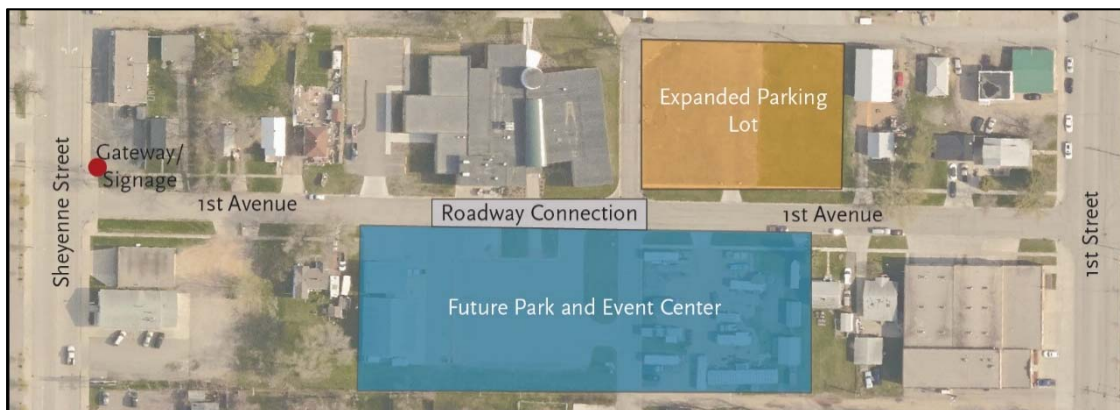 Expanded Parking
Lot
Gateway/
Signage
Sheyenne Street
1st Avenue
Roadway Connection
1st Avenue
1st Street
Future Park and Event Center